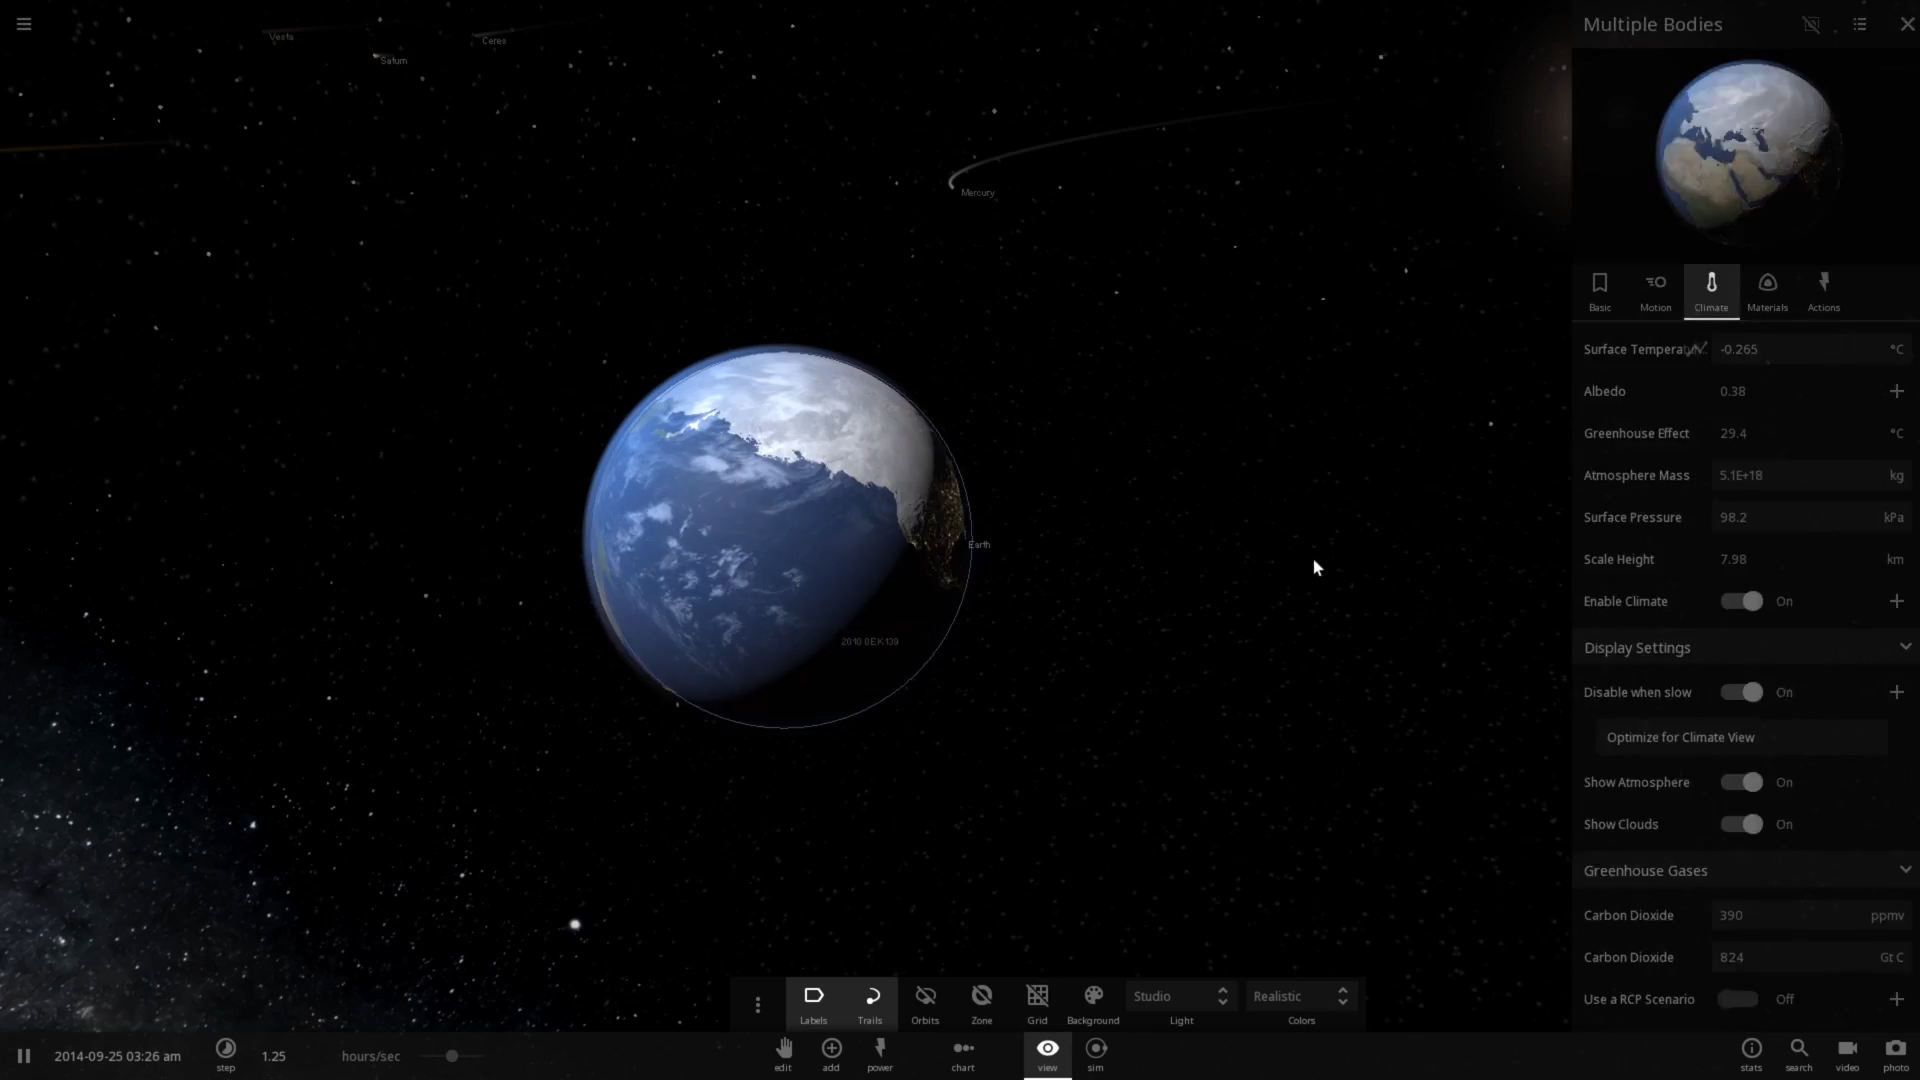 Multiple Bodies
Vesta
Ceres
Saturn
Mercury
Earth
2010 0EK139
Basic
Motion
Climate
Materials
Actions
Surface Temperatu... -0.265 °C
Albedo 0.38
Greenhouse Effect 29.4 °C
Atmosphere Mass 5.1E+18 kg
Surface Pressure 98.2 kPa
Scale Height 7.98 km
Enable Climate On
Display Settings
Disable when slow On
Optimize for Climate View
Show Atmosphere On
Show Clouds On
Greenhouse Gases
Carbon Dioxide 390 ppmv
Carbon Dioxide 824 Gt C
Use a RCP Scenario Off
Labels
Trails
Orbits
Zone
Grid
Background
Studio
Light
Realistic
Colors
2014-09-25 03:26 am
step
1.25 hours/sec
edit
add
power
chart
view
sim
stats
search
video
photo